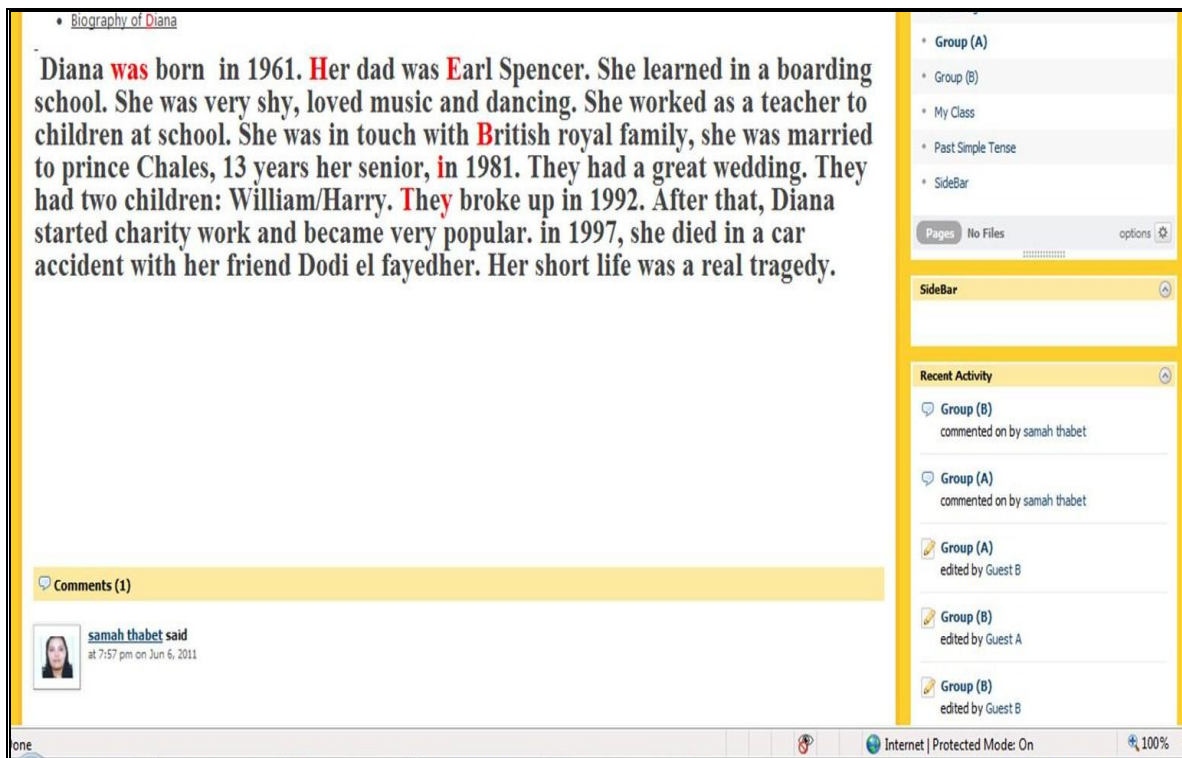 Biography of Diana
Diana was born in 1961. Her dad was Earl Spencer. She learned in a boarding
school. She was very shy, loved music and dancing. She worked as a teacher to
children at school. She was in touch with British royal family, she was married
to prince Chales, 13 years her senior, in 1981. They had a great wedding. They
had two children: William/Harry. They broke up in 1992. After that, Diana
started charity work and became very popular. in 1997, she died in a car
accident with her friend Dodi el fayedher. Her short life was a real tragedy.
Comments (1)
samah thabet said
at 7:57 pm on Jun 6, 2011
Group (A)
Group (B)
My Class
Past Simple Tense
SideBar
Pages No Files options
SideBar
Recent Activity
Group (B)
commented on by samah thabet
Group (A)
commented on by samah thabet
Group (A)
edited by Guest B
Group (B)
edited by Guest A
Group (B)
edited by Guest B
Internet | Protected Mode: On 100%